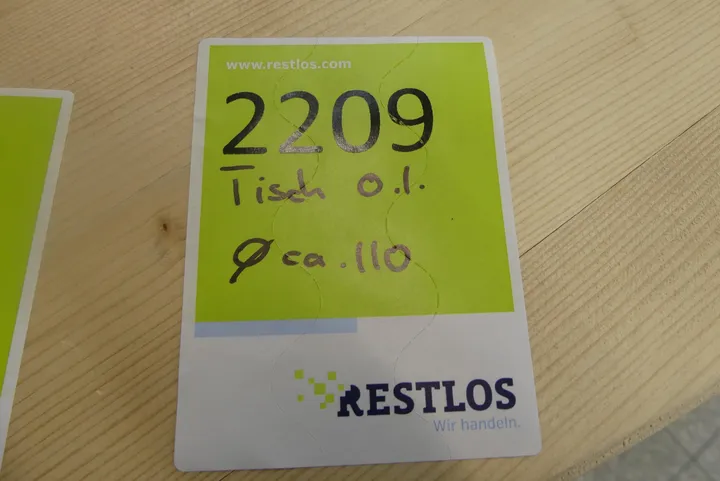 www.restlos.com
2209
Tisch o.l.
Ø ca. 110
RESTLOS
Wir handeln.